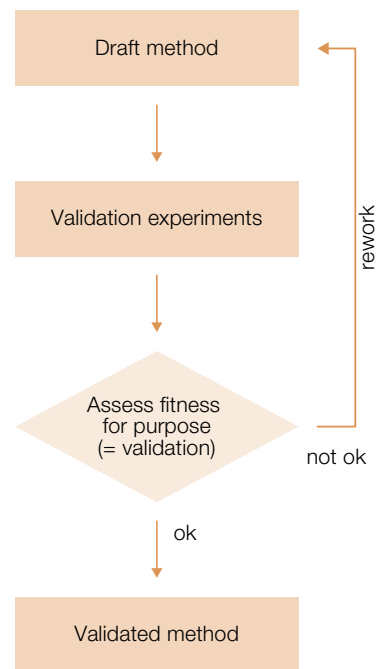 Draft method
rework
Validation experiments
Assess fitness
for purpose
(= validation)
not ok
ok
Validated method